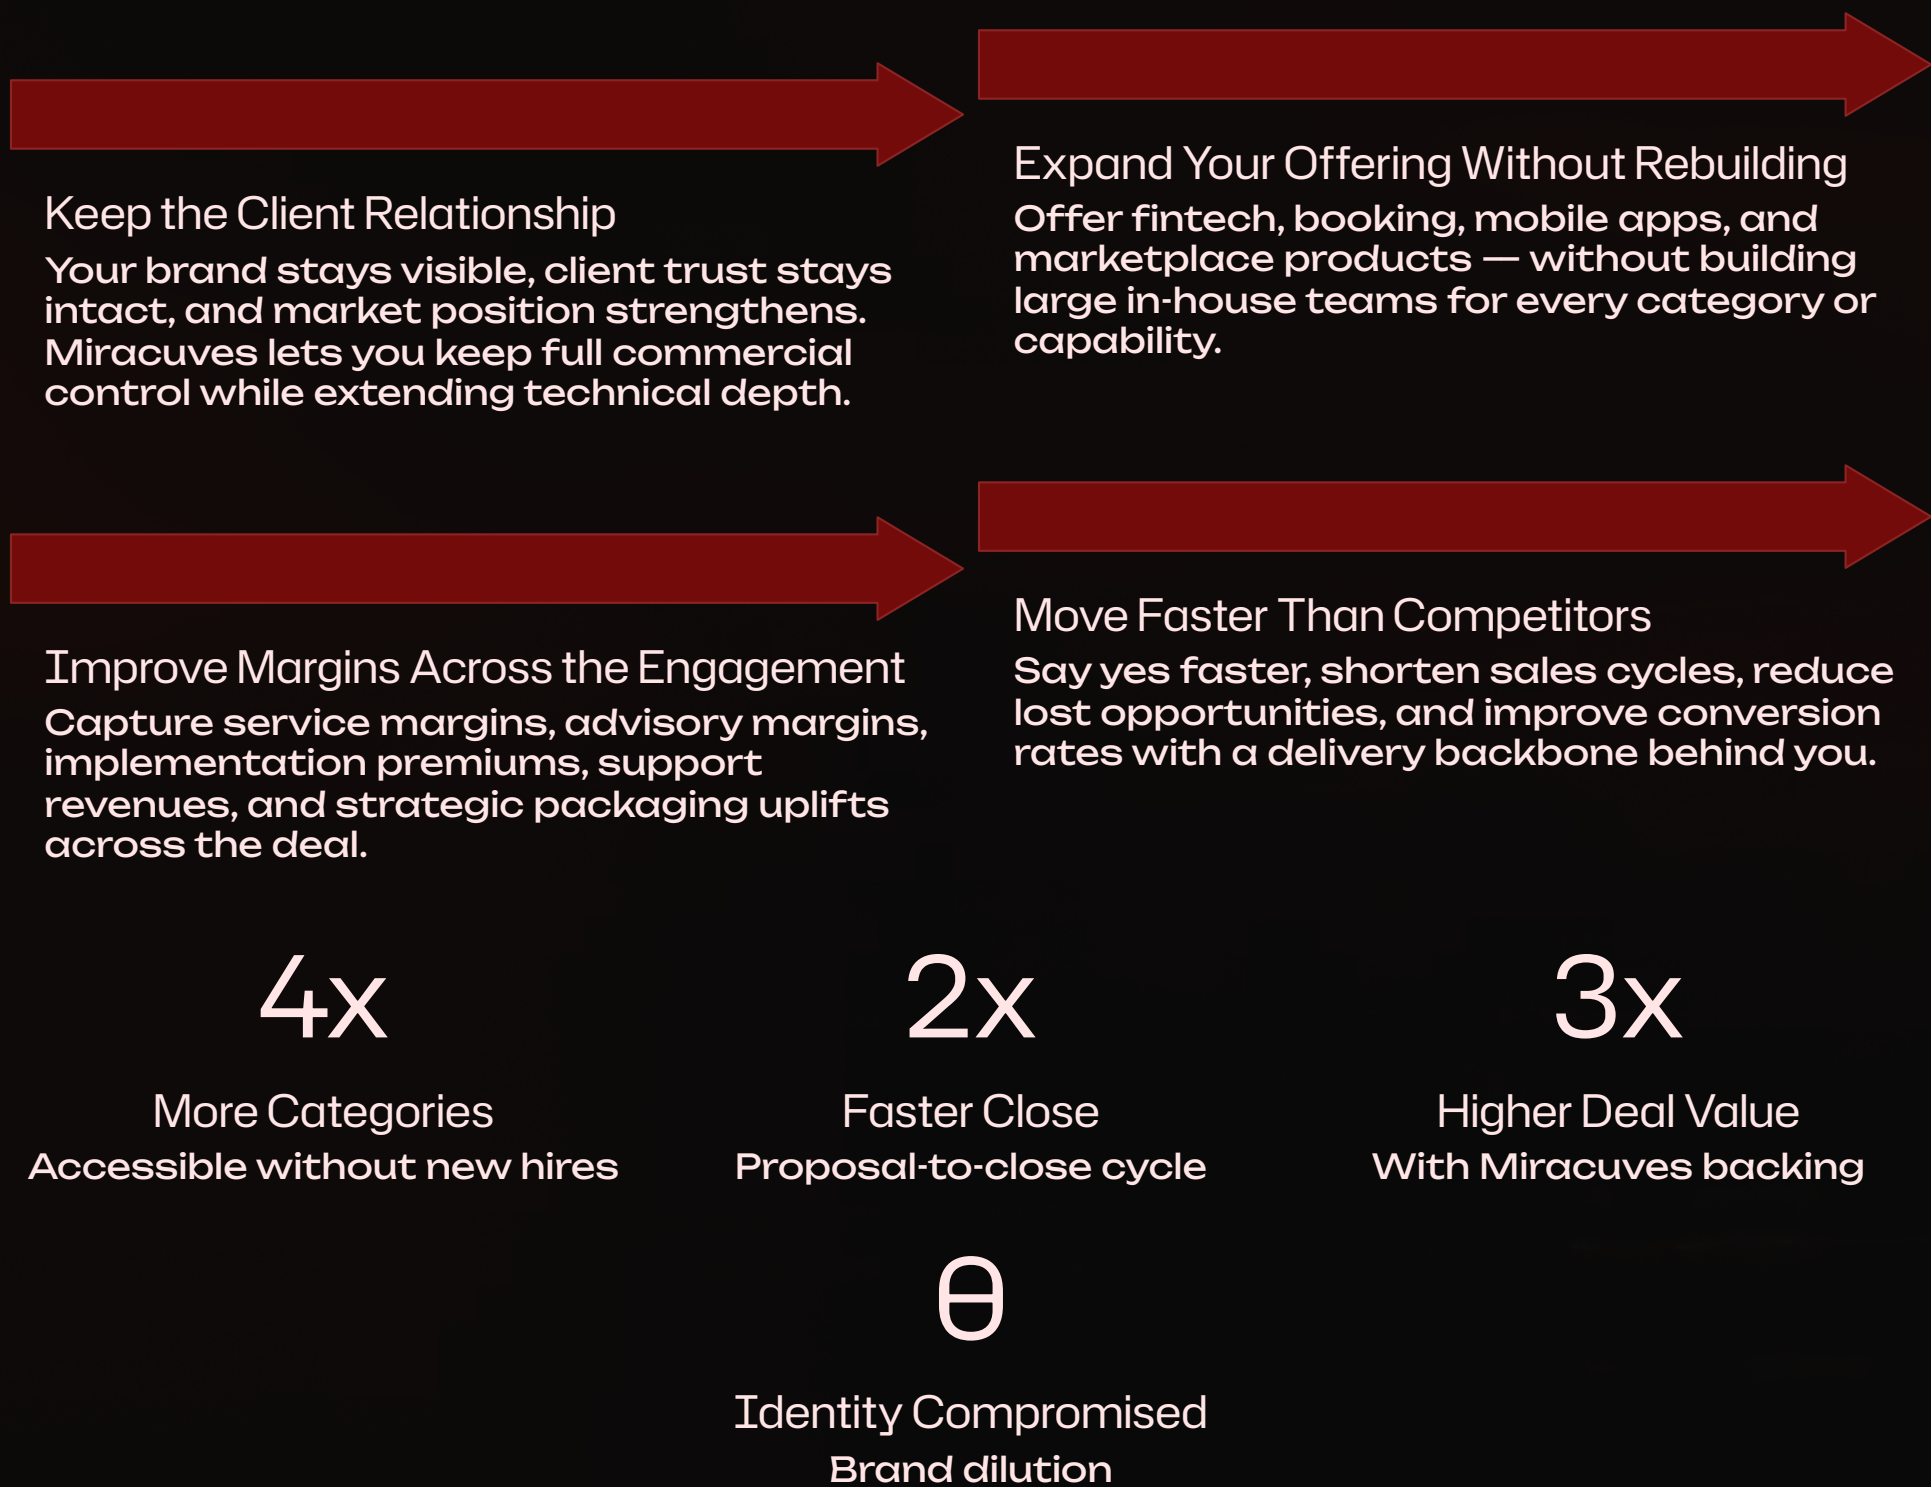 Keep the Client Relationship
Your brand stays visible, client trust stays
intact, and market position strengthens.
Miracuves lets you keep full commercial
control while extending technical depth.
Expand Your Offering Without Rebuilding
Offer fintech, booking, mobile apps, and
marketplace products — without building
large in-house teams for every category or
capability.
Improve Margins Across the Engagement
Capture service margins, advisory margins,
implementation premiums, support
revenues, and strategic packaging uplifts
across the deal.
Move Faster Than Competitors
Say yes faster, shorten sales cycles, reduce
lost opportunities, and improve conversion
rates with a delivery backbone behind you.
4x
More Categories
Accessible without new hires
2x
Faster Close
Proposal-to-close cycle
3x
Higher Deal Value
With Miracuves backing
0
Identity Compromised
Brand dilution